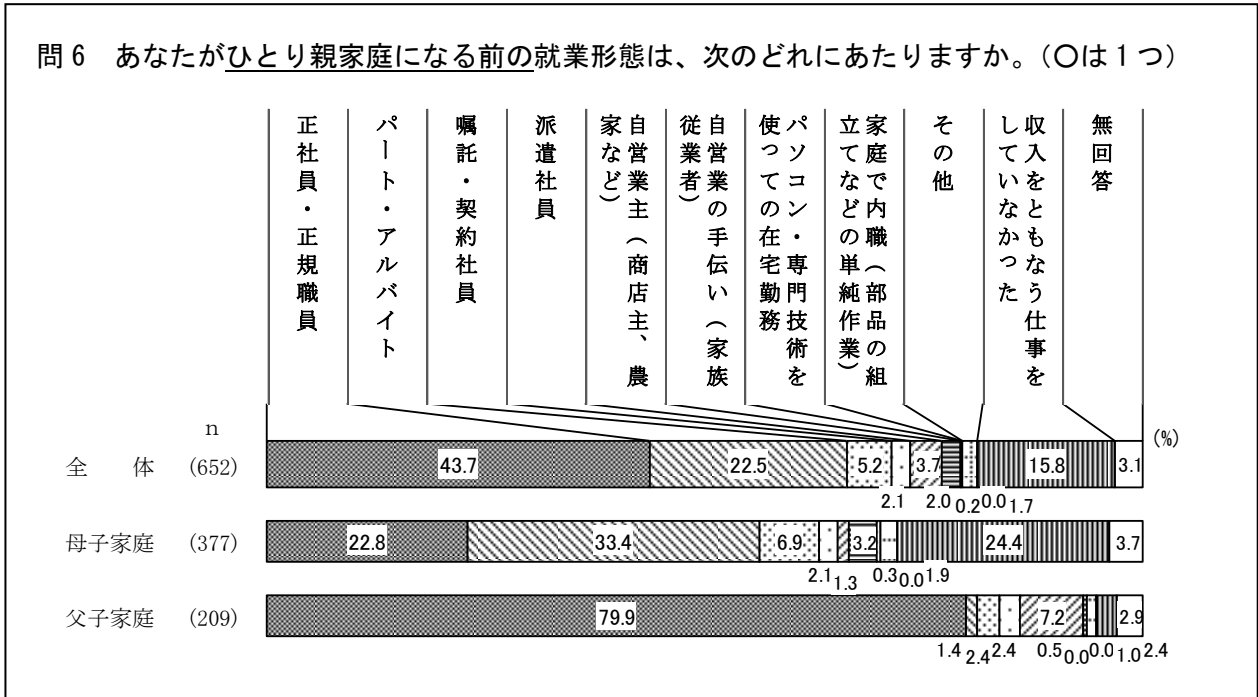 問6 あなたがひとり親家庭になる前の就業形態は、次のどれにあたりますか。(〇は1つ)
正社員・正規職員
パート・アルバイト
嘱託・契約社員
派遣社員
自営業主(商店主、農
家など)
自営業の手伝い(家族
従業者)
パソコン・専門技術を
使っての在宅勤務
家庭で内職(部品の組
立てなどの単純作業)
その他
収入をともなう仕事を
していなかった
無回答
n
(%)
全 体 (652) 43.7 22.5 5.2 3.7 15.8 3.1
2.1 2.0 0.2 0.0 1.7
母子家庭 (377) 22.8 33.4 6.9 3.2 24.4 3.7
2.1 1.3 0.3 0.0 1.9
父子家庭 (209) 79.9 7.2 2.9
1.4 2.4 2.4 0.5 0.0 0.0 1.0 2.4